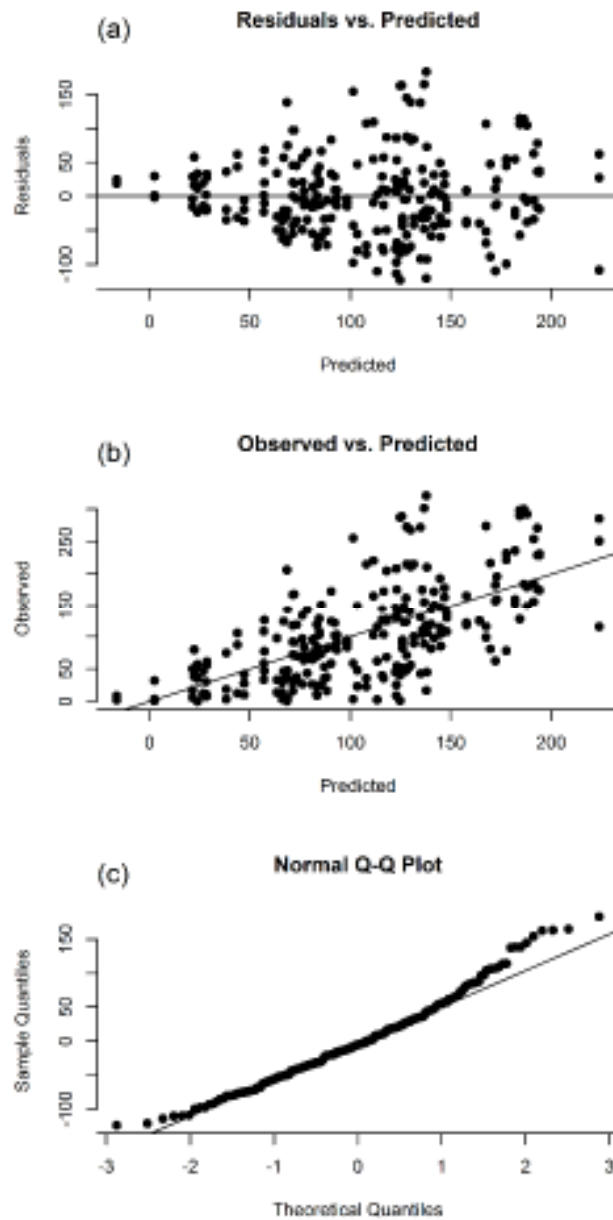 (a)
Residuals vs. Predicted
Residuals
-100
0
50
150
0
50
100
150
200
Predicted
(b)
Observed vs. Predicted
Observed
0
50
150
250
0
50
100
150
200
Predicted
(c)
Normal Q-Q Plot
Sample Quantiles
-100
0
50
150
-3
-2
-1
0
1
2
3
Theoretical Quantiles